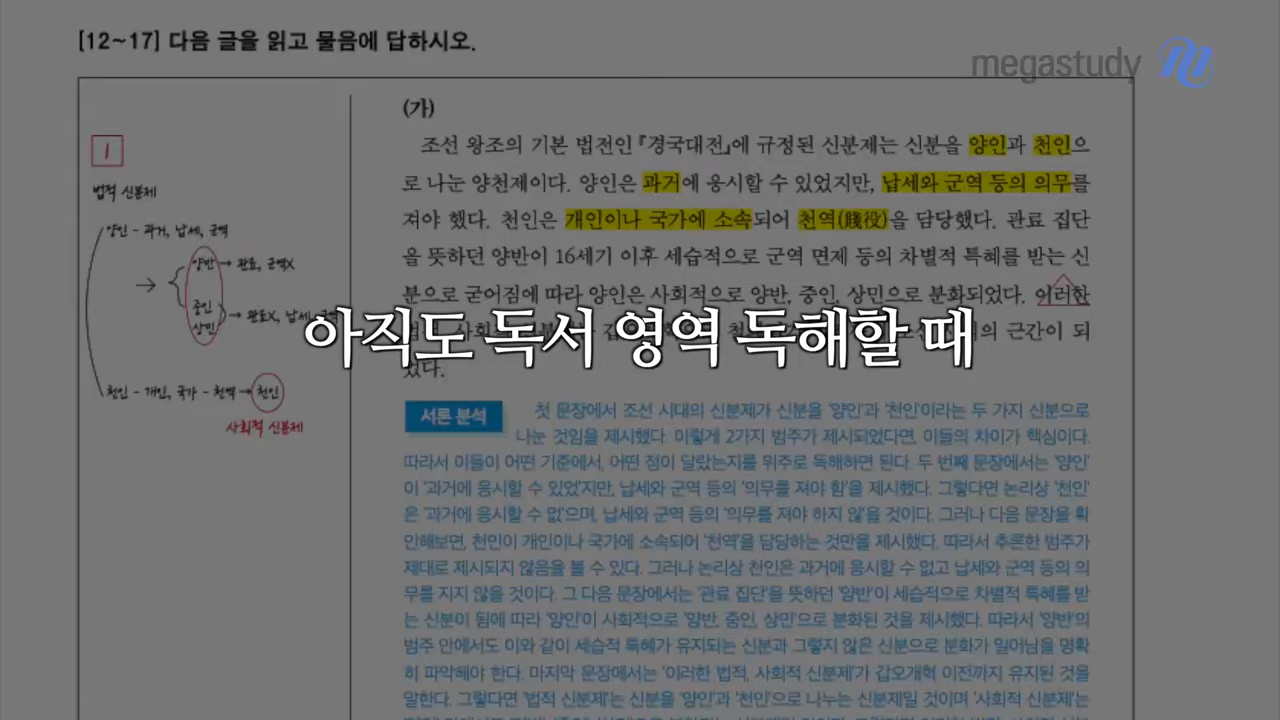 [12~17] 다음 글을 읽고 물음에 답하시오.
megastudy
1
법적 신분제
양인 - 과거, 납세, 군역
양반 → 관료, 군역X
중인
상민 → 관료X, 납세, 군역
천인 - 개인, 국가 - 천역 → 천인
사회적 신분제
(가)
조선 왕조의 기본 법전인 『경국대전』에 규정된 신분제는 신분을 양인과 천인으
로 나눈 양천제이다. 양인은 과거에 응시할 수 있었지만, 납세와 군역 등의 의무를
져야 했다. 천인은 개인이나 국가에 소속되어 천역(賤役)을 담당했다. 관료 집단
을 뜻하던 양반이 16세기 이후 세습적으로 군역 면제 등의 차별적 특혜를 받는 신
분으로 굳어짐에 따라 양인은 사회적으로 양반, 중인, 상민으로 분화되었다. 이러한
의 근간이 되
었다.
아직도 독서 영역 독해할 때
서론 분석
첫 문장에서 조선 시대의 신분제가 신분을 '양인'과 '천인'이라는 두 가지 신분으로
나눈 것임을 제시했다. 이렇게 2가지 범주가 제시되었다면, 이들의 차이가 핵심이다.
따라서 이들이 어떤 기준에서, 어떤 점이 달랐는지를 위주로 독해하면 된다. 두 번째 문장에서는 '양인'
이 '과거에 응시할 수 있었'지만, 납세와 군역 등의 '의무를 져야 함'을 제시했다. 그렇다면 논리상 '천인'
은 '과거에 응시할 수 없'으며, 납세와 군역 등의 '의무를 져야 하지 않'을 것이다. 그러나 다음 문장을 확
인해보면, 천인이 개인이나 국가에 소속되어 '천역'을 담당하는 것만을 제시했다. 따라서 추론한 범주가
제대로 제시되지 않음을 볼 수 있다. 그러나 논리상 천인은 과거에 응시할 수 없고 납세와 군역 등의 의
무를 지지 않을 것이다. 그 다음 문장에서는 '관료 집단'을 뜻하던 '양반'이 세습적으로 차별적 특혜를 받
는 신분이 됨에 따라 '양인'이 사회적으로 '양반, 중인, 상민'으로 분화된 것을 제시했다. 따라서 '양반'의
범주 안에서도 이와 같이 세습적 특혜가 유지되는 신분과 그렇지 않은 신분으로 분화가 일어남을 명확
히 파악해야 한다. 마지막 문장에서는 '이러한 법적, 사회적 신분제'가 갑오개혁 이전까지 유지된 것을
말한다. 그렇다면 '법적 신분제'는 신분을 '양인'과 '천인'으로 나누는 신분제일 것이며 '사회적 신분제'는